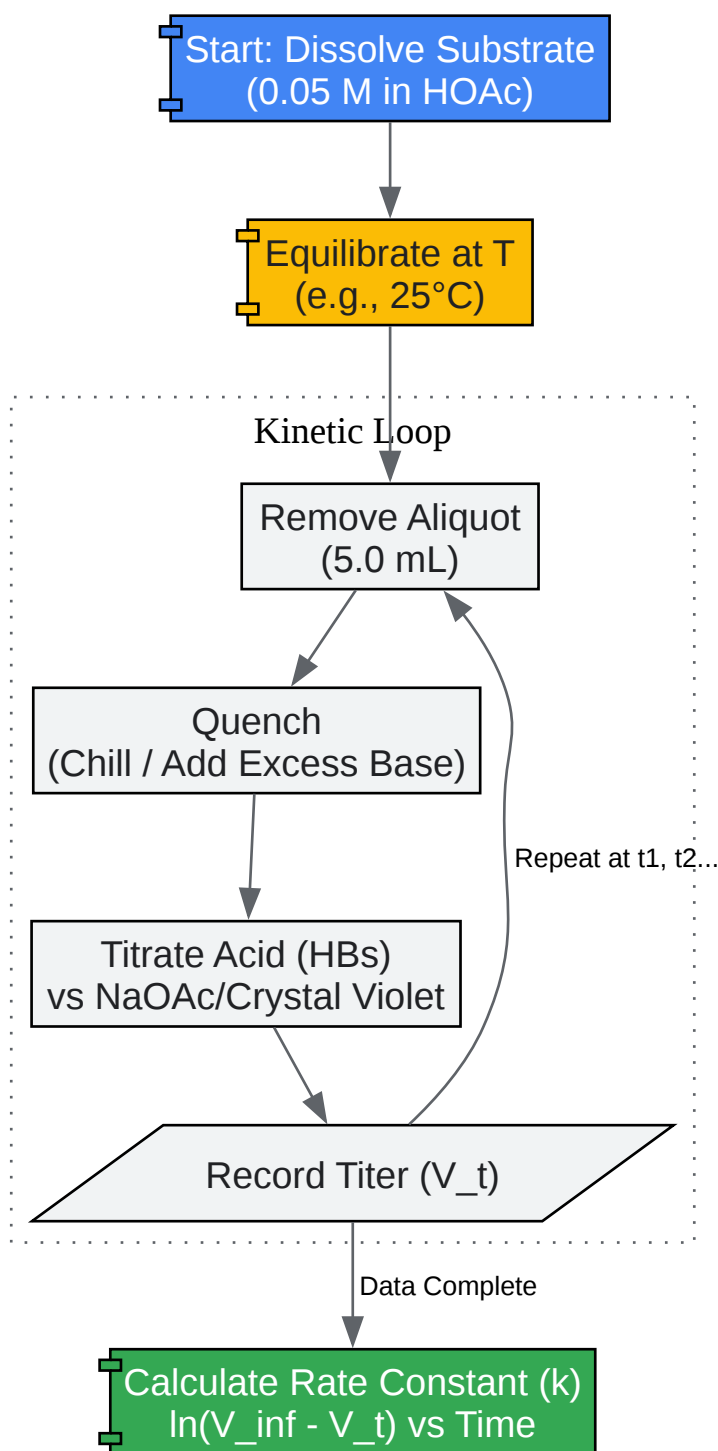 Start: Dissolve Substrate
(0.05 M in HOAc)
Equilibrate at T
(e.g., 25°C)
Kinetic Loop
Remove Aliquot
(5.0 mL)
Quench
(Chill / Add Excess Base)
Repeat at t1, t2...
Titrate Acid (HBs)
vs NaOAc/Crystal Violet
Record Titer (V_t)
Data Complete
Calculate Rate Constant (k)
ln(V_inf - V_t) vs Time